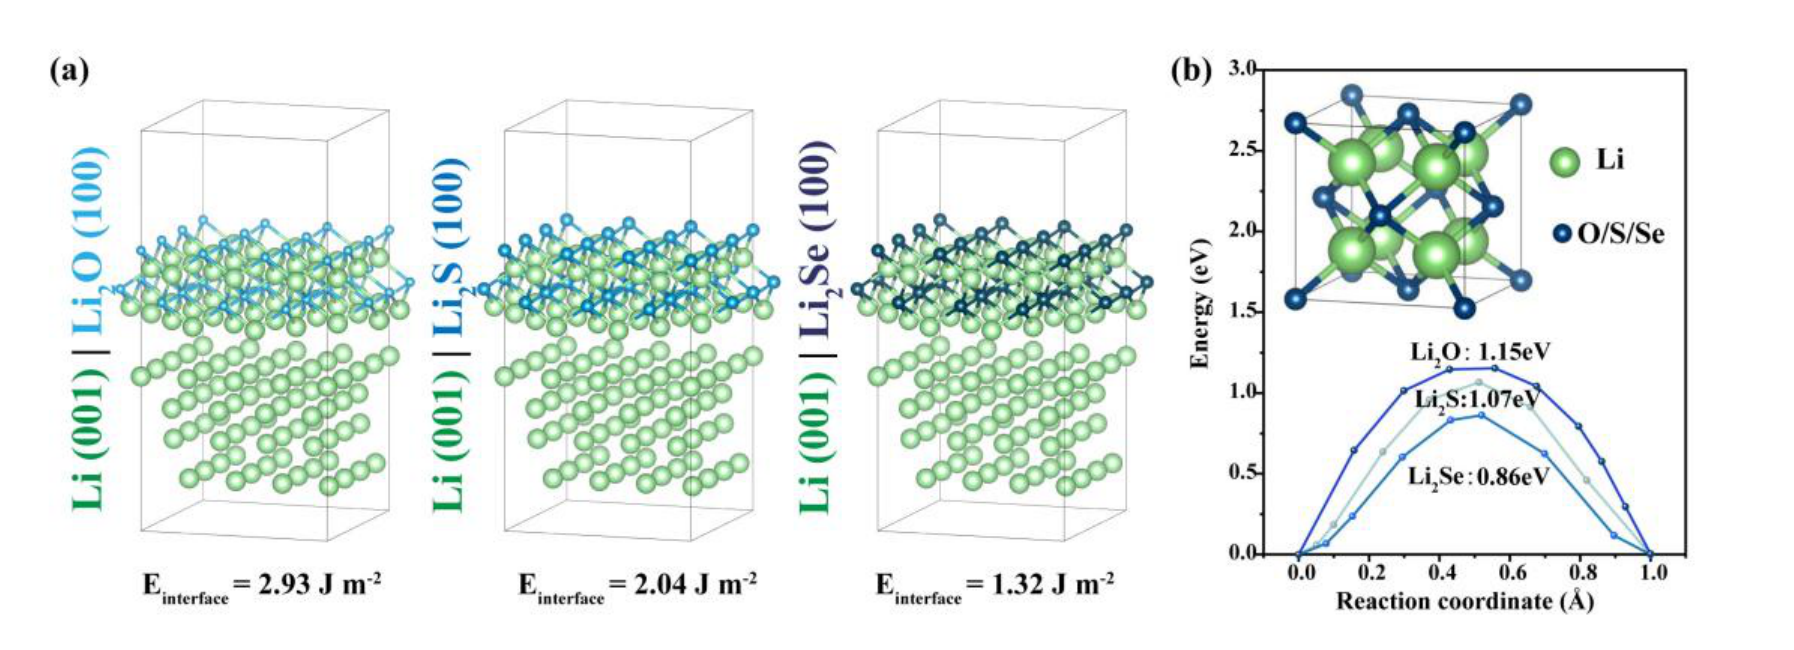 (a)
Li (001) | Li₂O (100)
E_interface = 2.93 J m⁻²
Li (001) | Li₂S (100)
E_interface = 2.04 J m⁻²
Li (001) | Li₂Se (100)
E_interface = 1.32 J m⁻²
(b)
Energy (eV)
3.0
2.5
2.0
1.5
1.0
0.5
0.0
Li
O/S/Se
Li₂O: 1.15eV
Li₂S:1.07eV
Li₂Se:0.86eV
0.0 0.2 0.4 0.6 0.8 1.0
Reaction coordinate (Å)